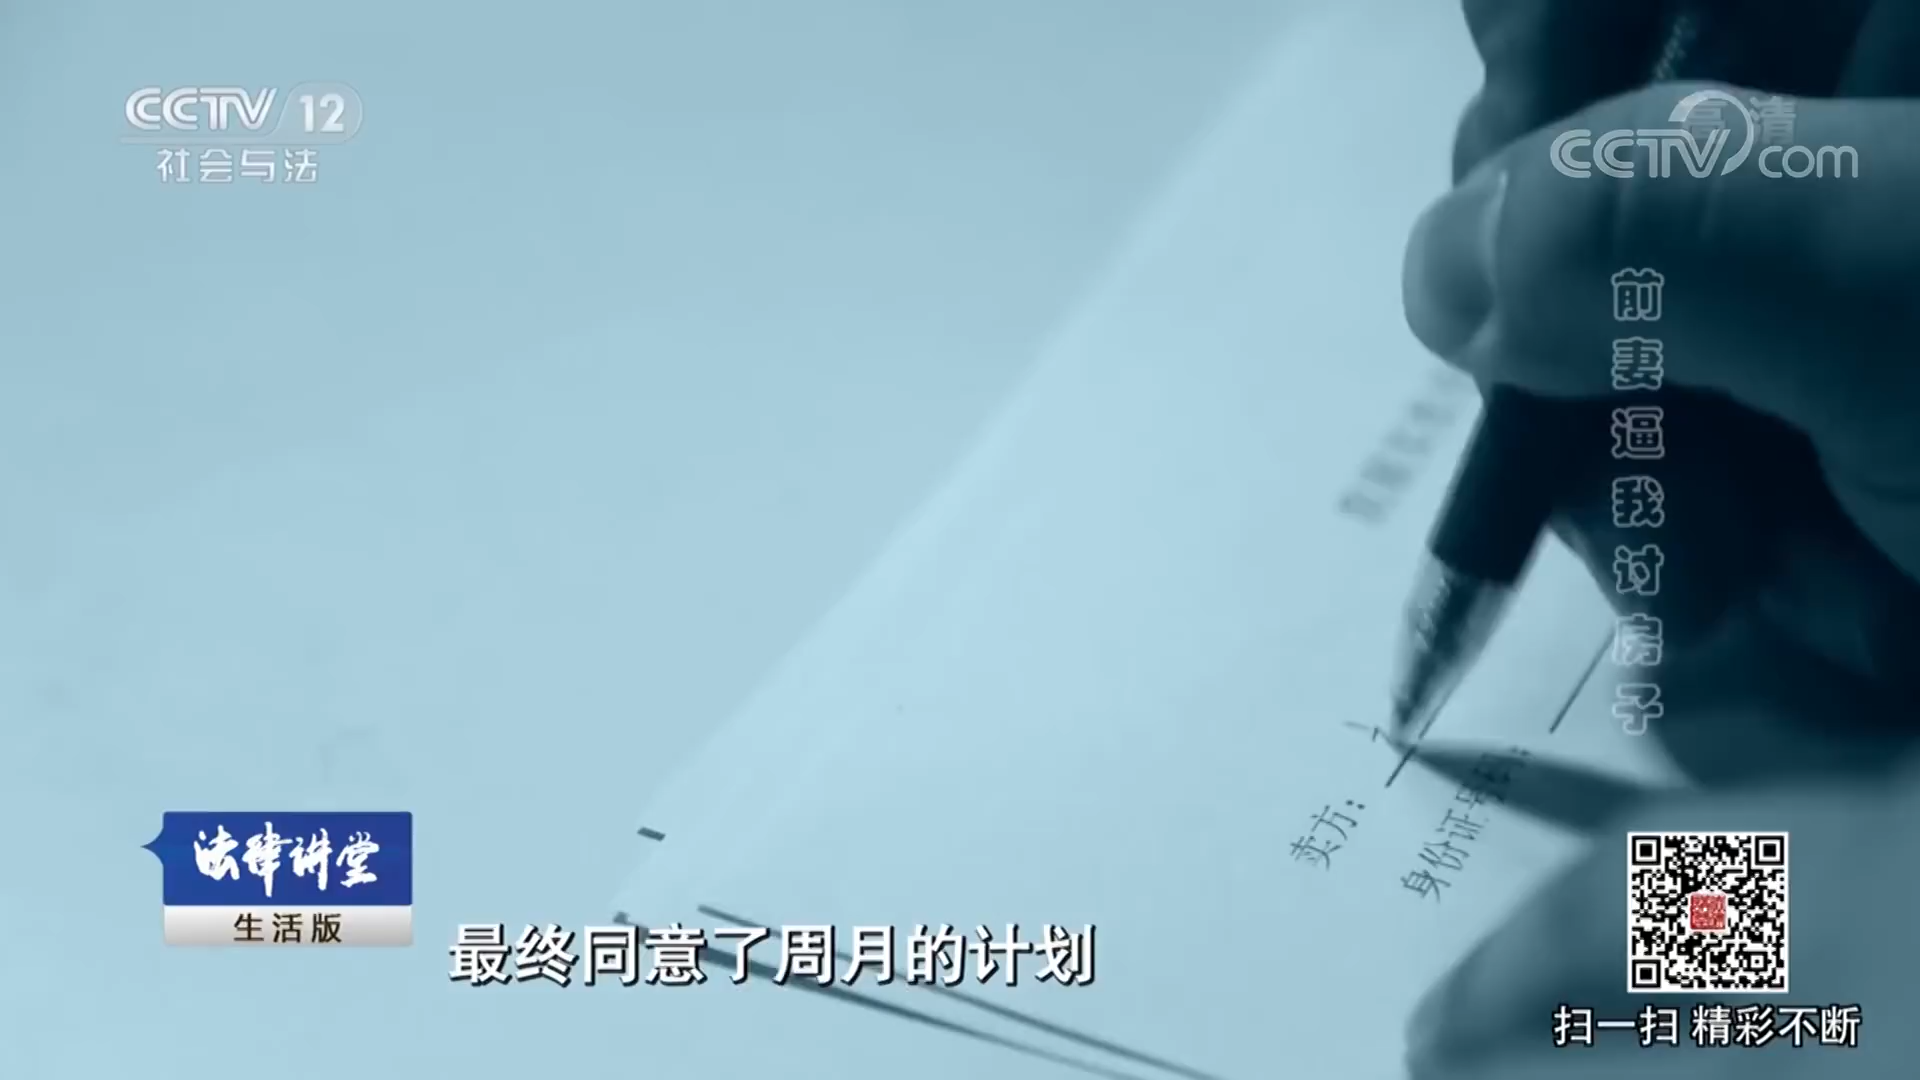 CCTV 12
社会与法
高清
CCTV com
前妻逼我讨房子
卖方:
身份证号码:
法律讲堂
生活版
最终同意了周月的计划
扫一扫 精彩不断